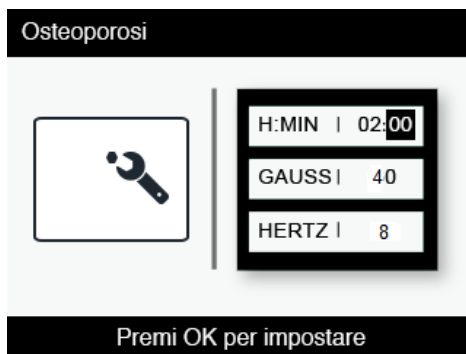 Osteoporosi
H:MIN | 02:00
GAUSS| 40
HERTZ | 8
Premi OK per impostare